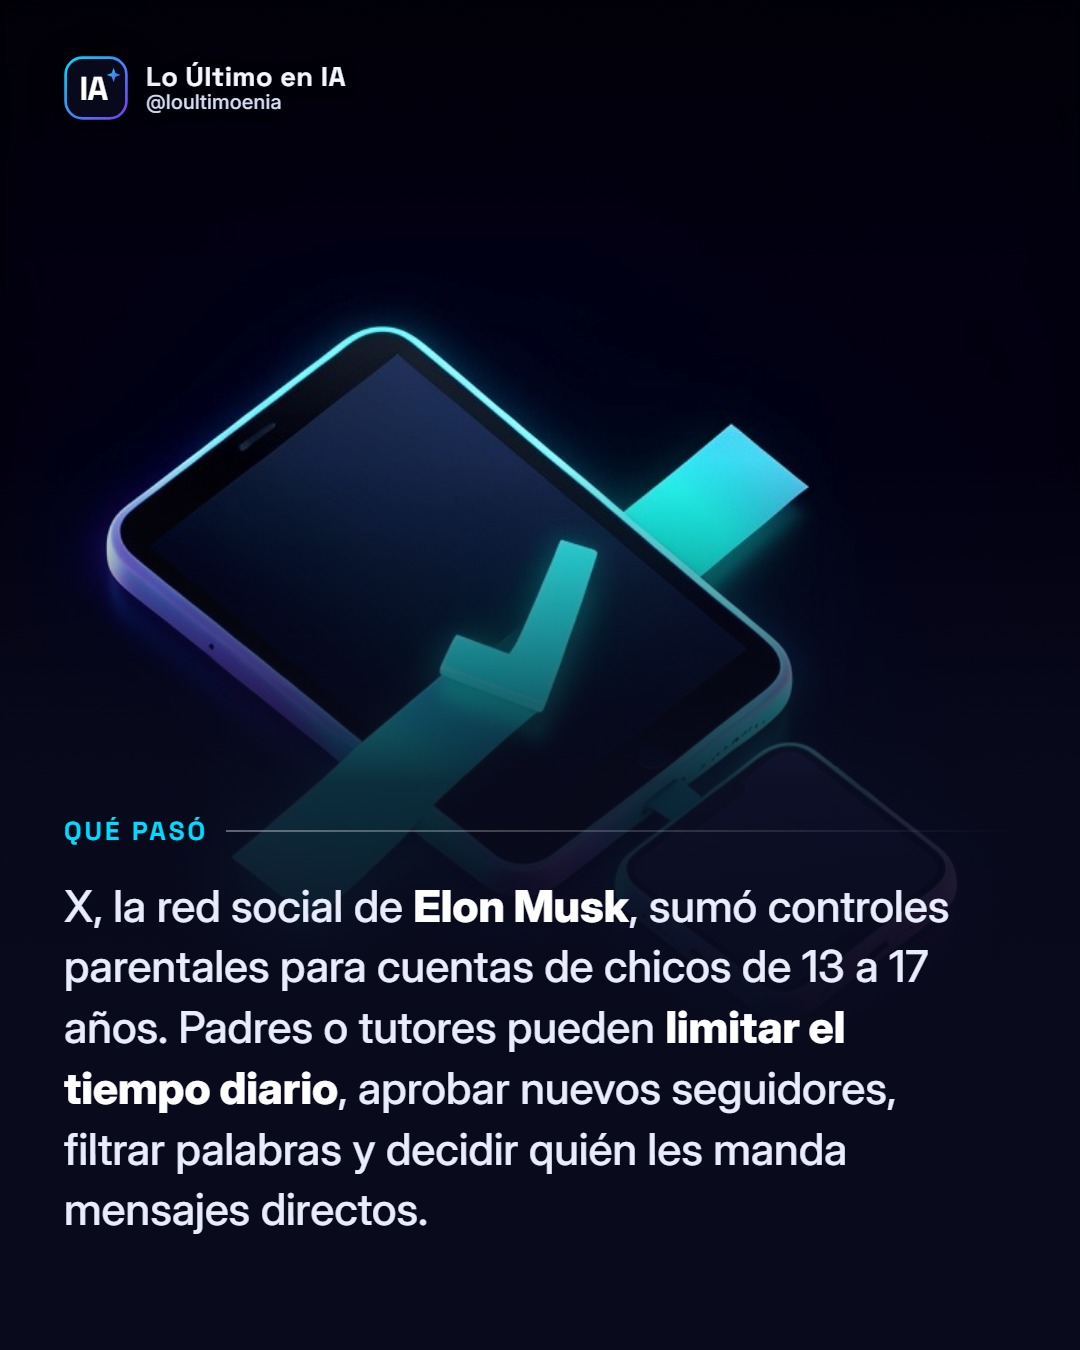 IA
Lo Último en IA
@loultimoenia
QUÉ PASÓ
X, la red social de Elon Musk, sumó controles
parentales para cuentas de chicos de 13 a 17
años. Padres o tutores pueden limitar el
tiempo diario, aprobar nuevos seguidores,
filtrar palabras y decidir quién les manda
mensajes directos.